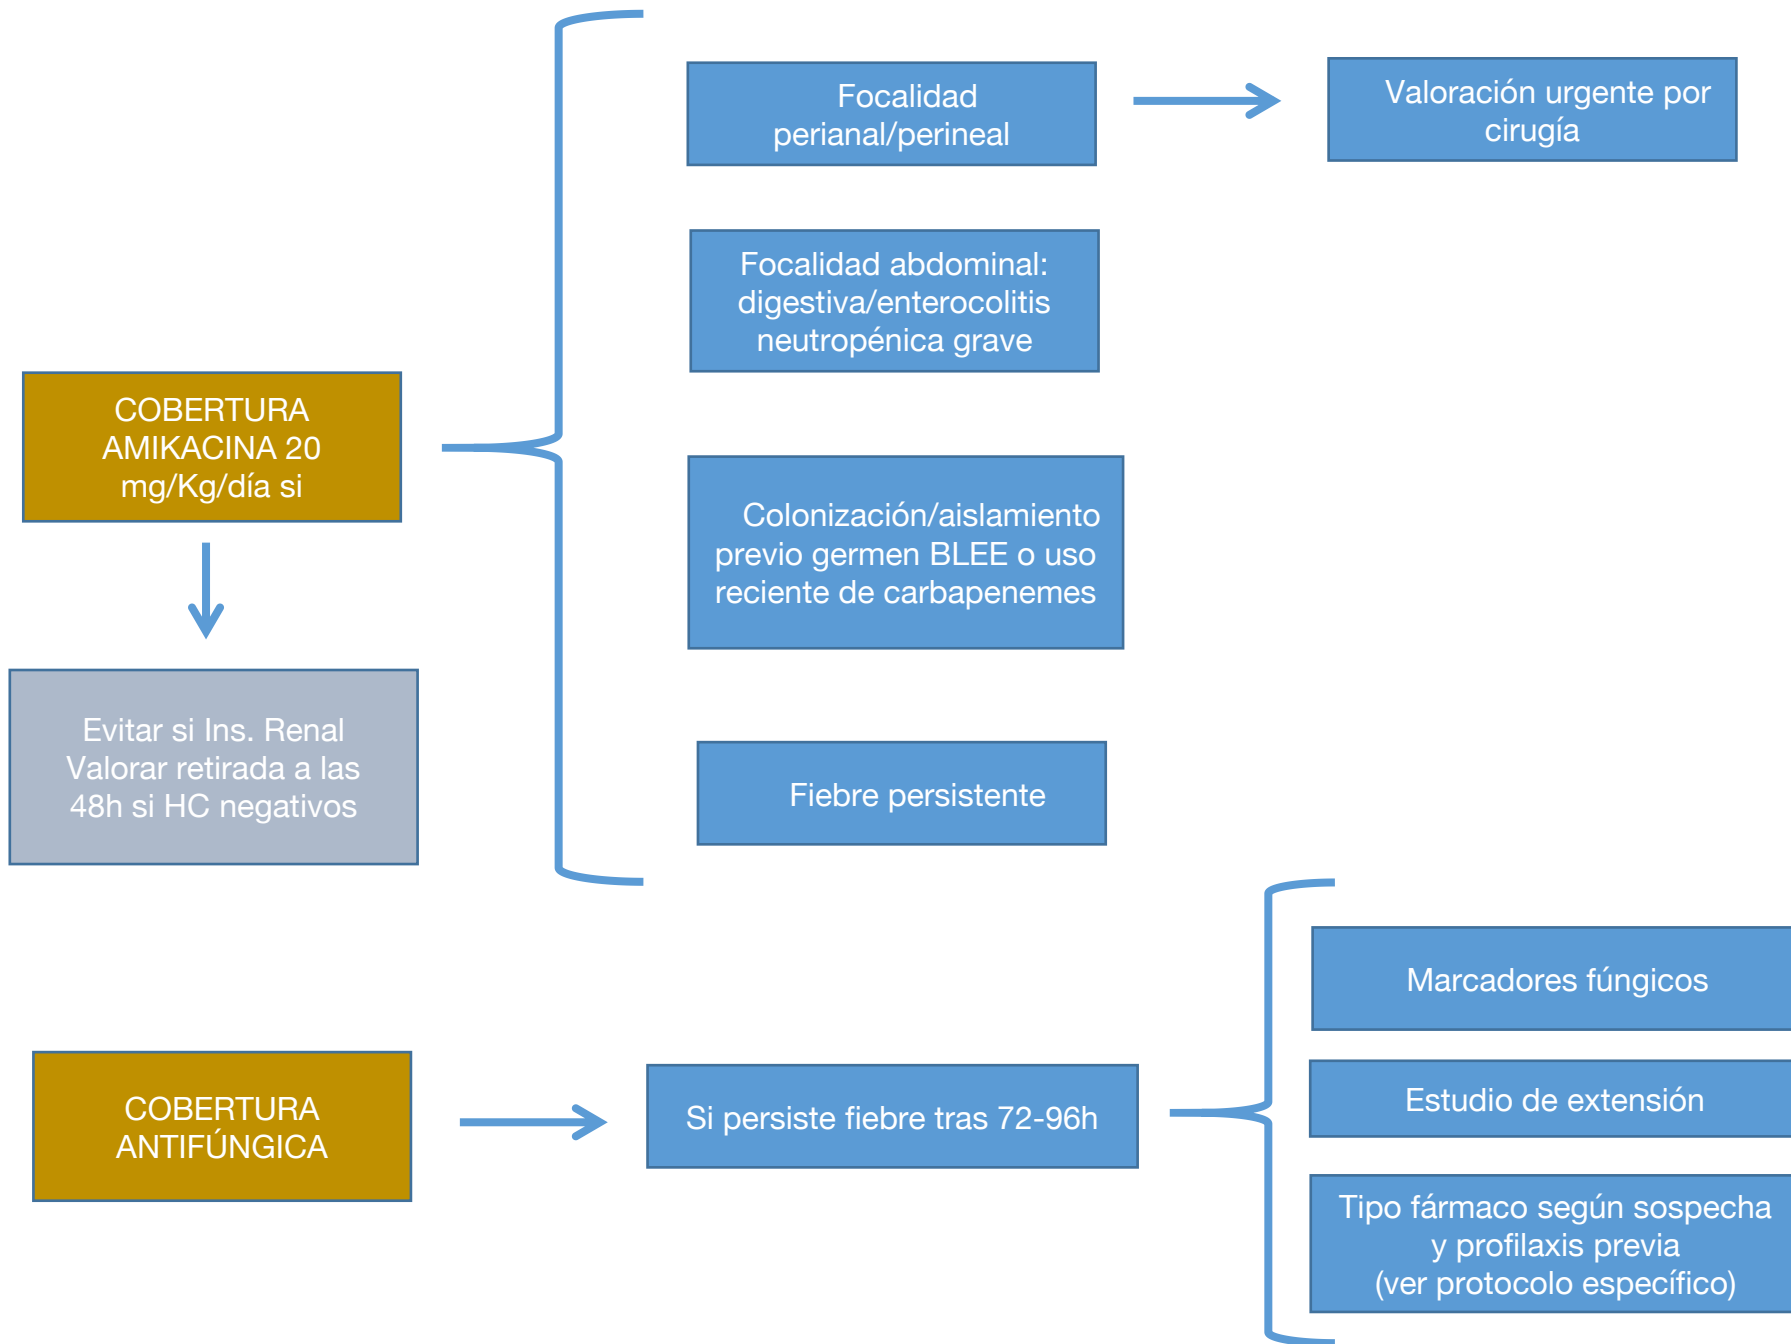 Focalidad
perianal/perineal
Valoración urgente por
cirugía
Focalidad abdominal:
digestiva/enterocolitis
neutropénica grave
COBERTURA
AMIKACINA 20
mg/Kg/día si
Colonización/aislamiento
previo germen BLEE o uso
reciente de carbapenemes
Evitar si Ins. Renal
Valorar retirada a las
48h si HC negativos
Fiebre persistente
COBERTURA
ANTIFÚNGICA
Si persiste fiebre tras 72-96h
Marcadores fúngicos
Estudio de extensión
Tipo fármaco según sospecha
y profilaxis previa
(ver protocolo específico)